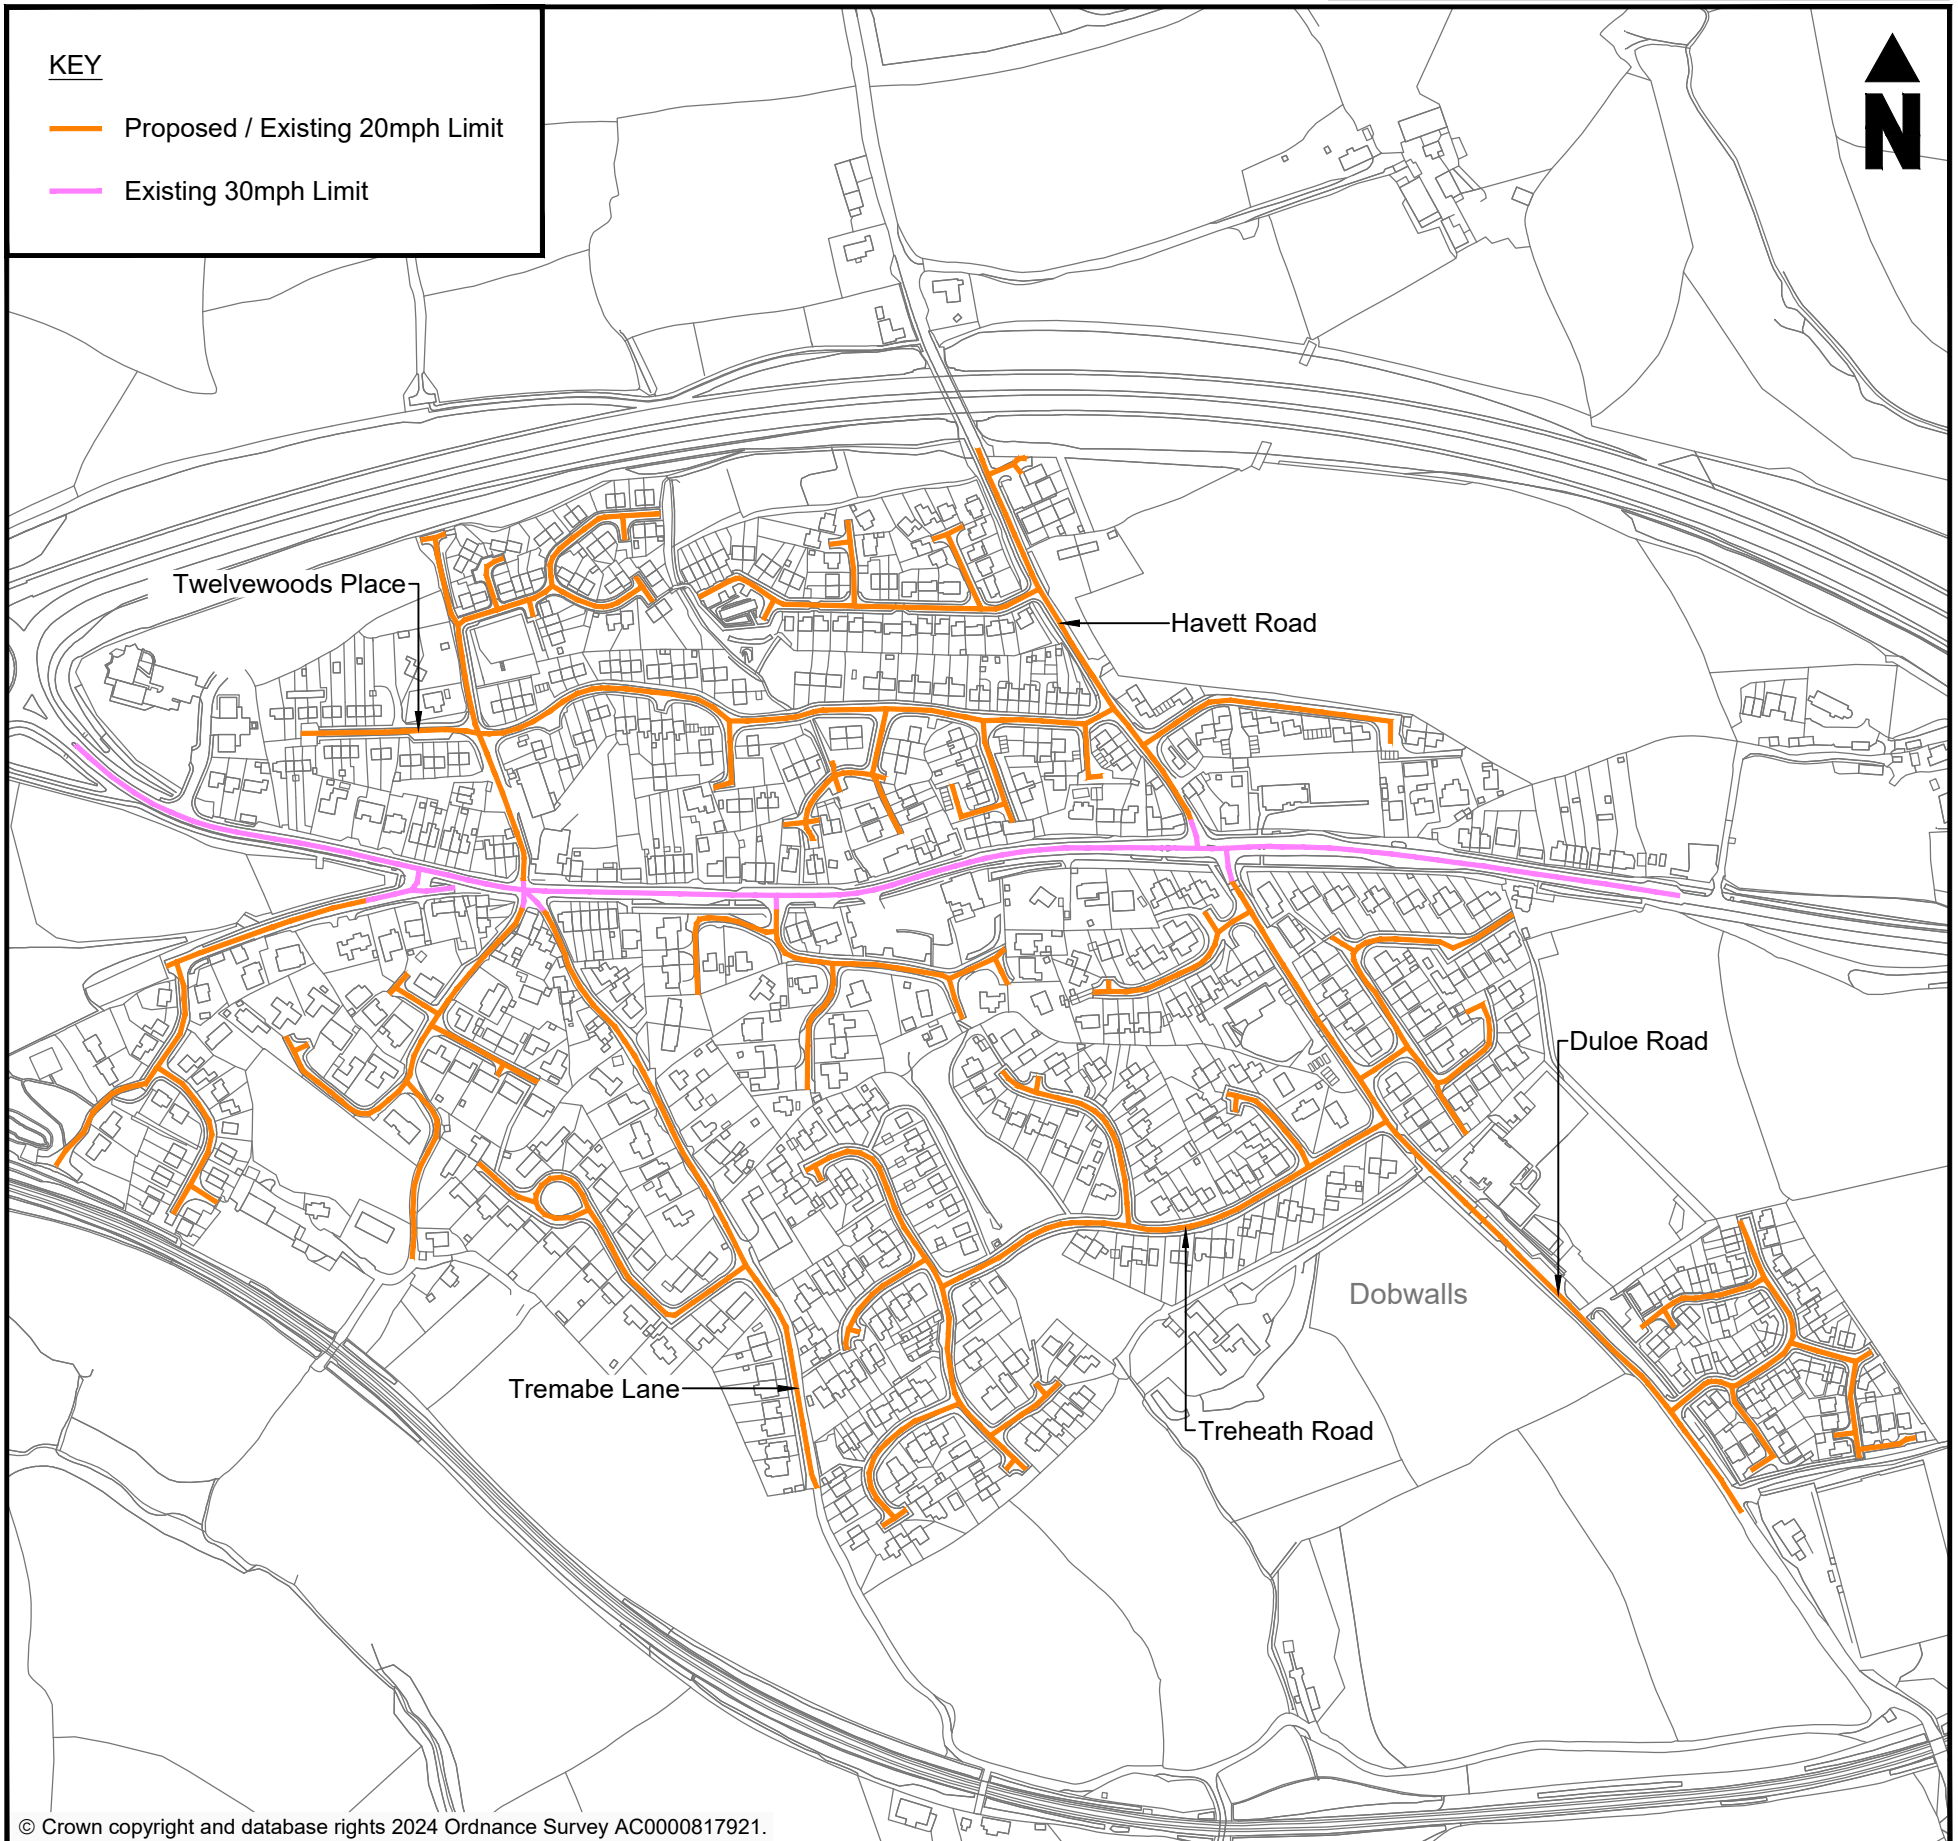 KEY
N
Proposed / Existing 20mph Limit
Existing 30mph Limit
Twelvewoods Place
Havett Road
Duloe Road
Dobwalls
Tremabe Lane
Treheath Road
© Crown copyright and database rights 2024 Ordnance Survey AC0000817921.